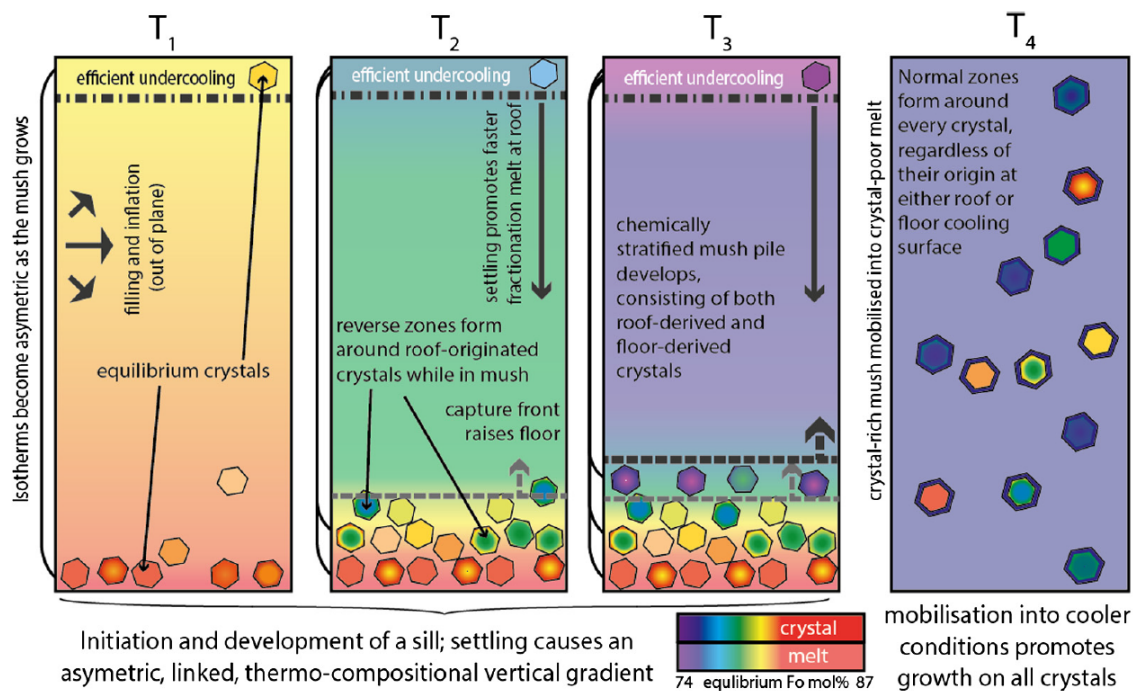 T1
T2
T3
T4
Isotherms become asymmetric as the mush grows
efficient undercooling
filling and inflation
(out of plane)
equilibrium crystals
efficient undercooling
settling promotes faster
fractionation melt at roof
reverse zones form
around roof-originated
crystals while in mush
capture front
raises floor
efficient undercooling
chemically
stratified mush pile
develops,
consisting of both
roof-derived and
floor-derived
crystals
crystal-rich mush mobilised into crystal-poor melt
Normal zones
form around
every crystal,
regardless of
their origin at
either roof or
floor cooling
surface
Initiation and development of a sill; settling causes an
asymetric, linked, thermo-compositional vertical gradient
crystal
melt
74 equlibrium Fo mol% 87
mobilisation into cooler
conditions promotes
growth on all crystals